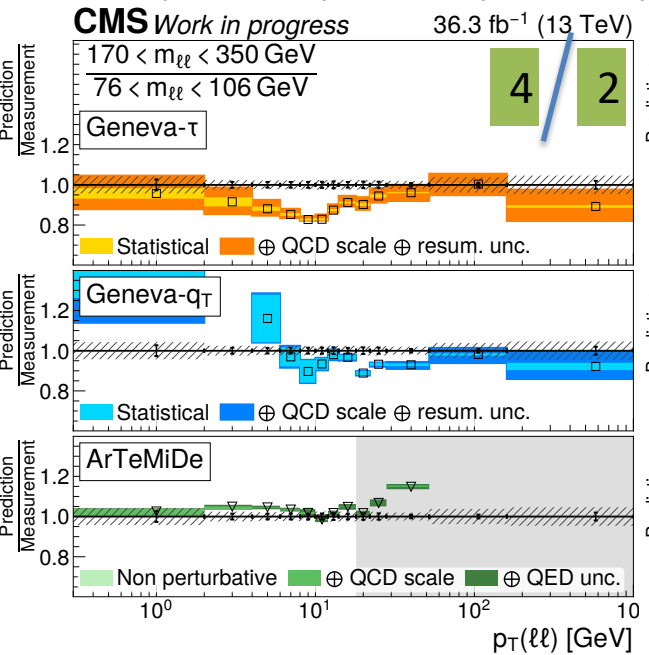 CMS Work in progress 36.3 fb⁻¹ (13 TeV)
170 < mℓℓ < 350 GeV
76 < mℓℓ < 106 GeV
4 / 2
Prediction
Measurement
Geneva-τ
1.2
1.0
0.8
Statistical ⊕ QCD scale ⊕ resum. unc.
Prediction
Measurement
Geneva-qT
1.2
1.0
0.8
Statistical ⊕ QCD scale ⊕ resum. unc.
Prediction
Measurement
ArTeMiDe
1.2
1.0
0.8
Non perturbative ⊕ QCD scale ⊕ QED unc.
10⁰ 10¹ 10² 10
pT(ℓℓ) [GeV]